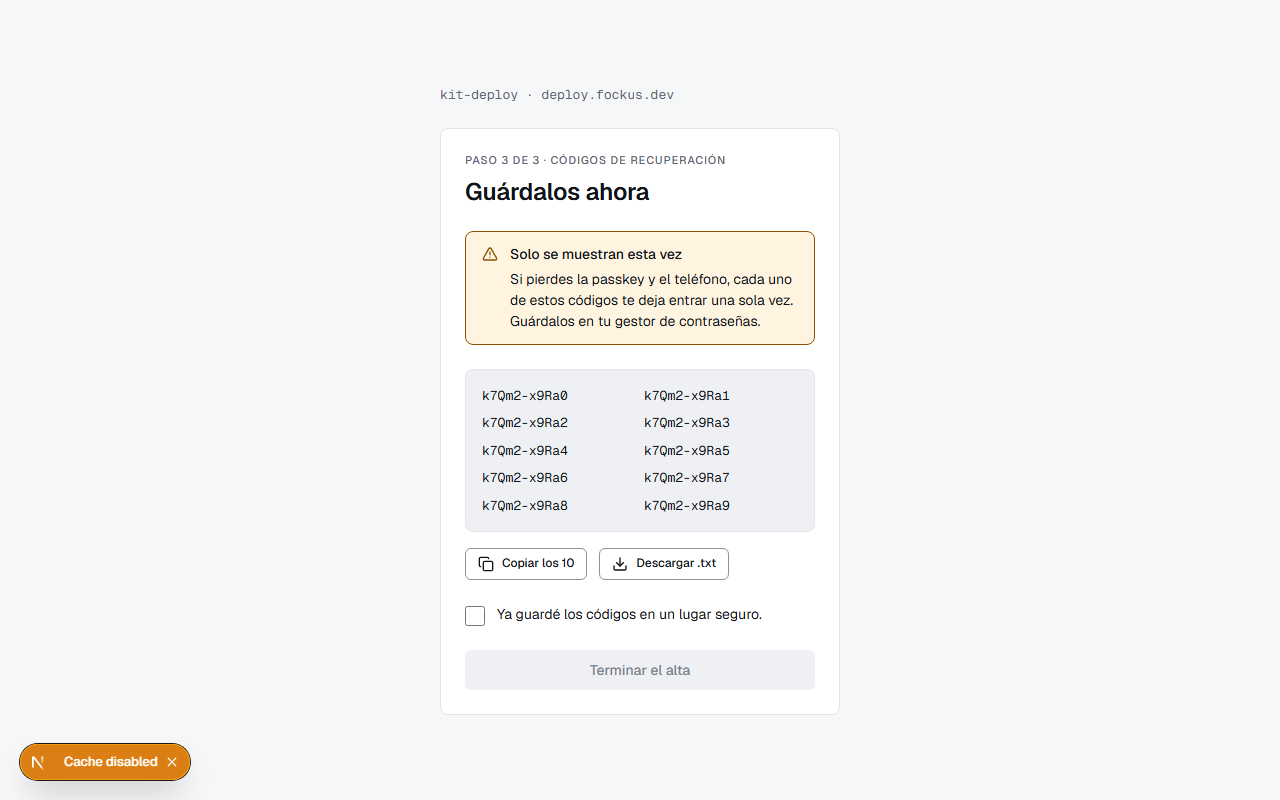 kit-deploy · deploy.fockus.dev
PASO 3 DE 3 · CÓDIGOS DE RECUPERACIÓN
Guárdalos ahora
Solo se muestran esta vez
Si pierdes la passkey y el teléfono, cada uno
de estos códigos te deja entrar una sola vez.
Guárdalos en tu gestor de contraseñas.
k7Qm2-x9Ra0 k7Qm2-x9Ra1
k7Qm2-x9Ra2 k7Qm2-x9Ra3
k7Qm2-x9Ra4 k7Qm2-x9Ra5
k7Qm2-x9Ra6 k7Qm2-x9Ra7
k7Qm2-x9Ra8 k7Qm2-x9Ra9
Copiar los 10 Descargar .txt
Ya guardé los códigos en un lugar seguro.
Terminar el alta
Cache disabled